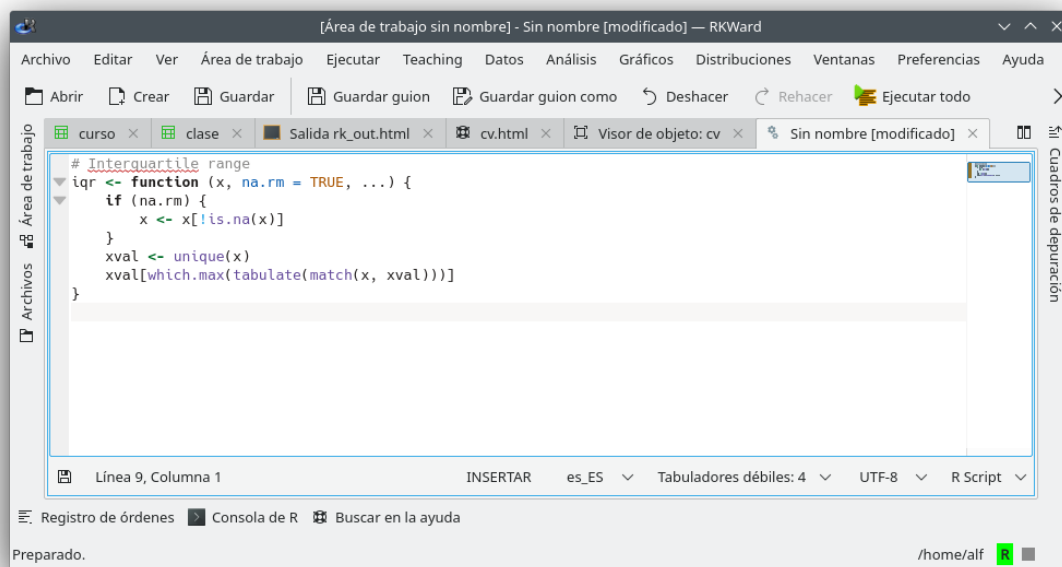 [Área de trabajo sin nombre] - Sin nombre [modificado] — RKWard
Archivo Editar Ver Área de trabajo Ejecutar Teaching Datos Análisis Gráficos Distribuciones Ventanas Preferencias Ayuda
Abrir Crear Guardar Guardar guion Guardar guion como Deshacer Rehacer Ejecutar todo
curso clase Salida rk_out.html cv.html Visor de objeto: cv Sin nombre [modificado]
Área de trabajo
Archivos
# Interquartile range
iqr <- function (x, na.rm = TRUE, ...) {
    if (na.rm) {
        x <- x[!is.na(x)]
    }
    xval <- unique(x)
    xval[which.max(tabulate(match(x, xval)))]
}
Cuadros de depuración
Línea 9, Columna 1 INSERTAR es_ES Tabuladores débiles: 4 UTF-8 R Script
Registro de órdenes Consola de R Buscar en la ayuda
Preparado. /home/alf R